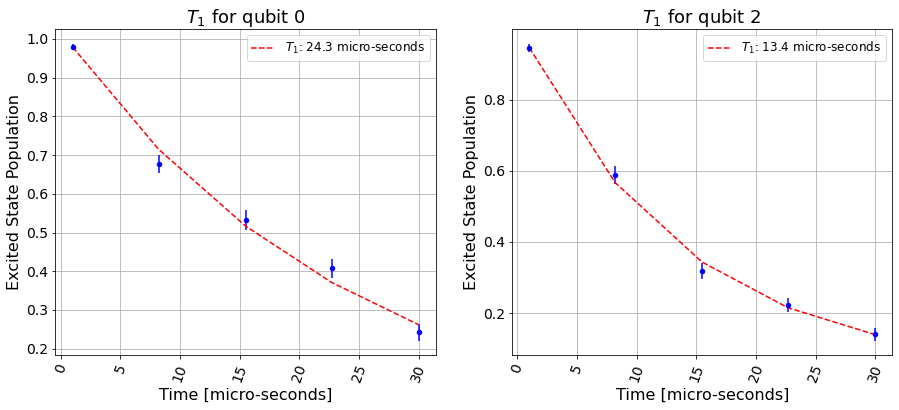 T₁ for qubit 0
Excited State Population
1.0
0.9
0.8
0.7
0.6
0.5
0.4
0.3
0.2
T₁: 24.3 micro-seconds
0 5 10 15 20 25 30
Time [micro-seconds]
T₁ for qubit 2
Excited State Population
0.8
0.6
0.4
0.2
T₁: 13.4 micro-seconds
0 5 10 15 20 25 30
Time [micro-seconds]